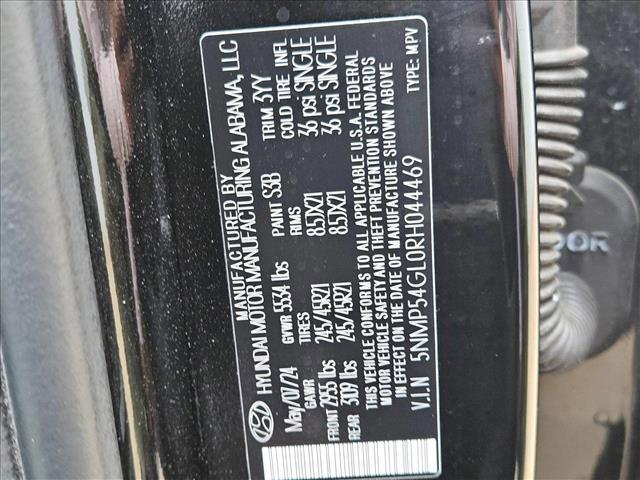 MANUFACTURED BY
HYUNDAI MOTOR MANUFACTURING ALABAMA, LLC
May/07/24 GVWR 5534 lbs PAINT S3B TRIM 3YY
GAWR TIRES RIMS COLD TIRE INFL
FRONT 2955 lbs 245/45R21 8.5JX21 36 psi SINGLE
REAR 3109 lbs 245/45R21 8.5JX21 36 psi SINGLE
THIS VEHICLE CONFORMS TO ALL APPLICABLE U.S.A. FEDERAL
MOTOR VEHICLE SAFETY AND THEFT PREVENTION STANDARDS
IN EFFECT ON THE DATE OF MANUFACTURE SHOWN ABOVE
V.I.N 5NMP54GL0RH044469 TYPE: MPV